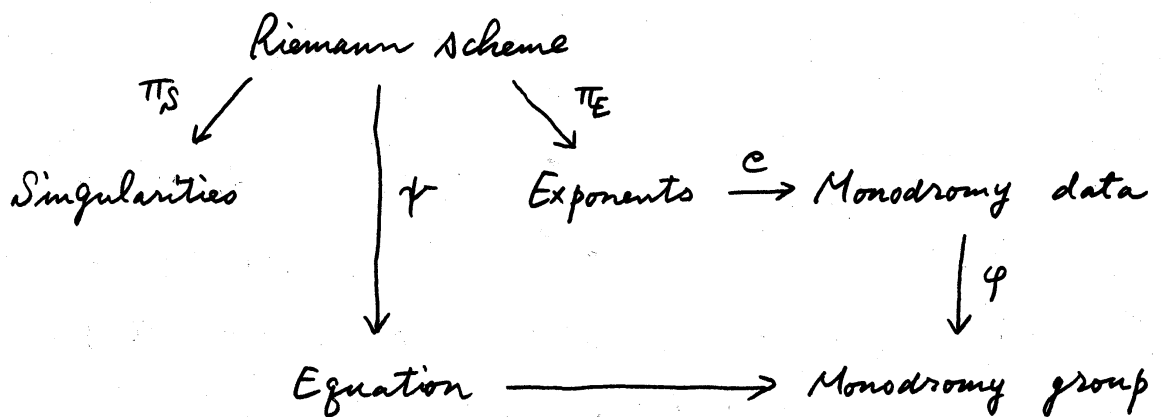 Riemann scheme
π_S π_E
Singularities ψ Exponents e Monodromy data
φ
Equation Monodromy group